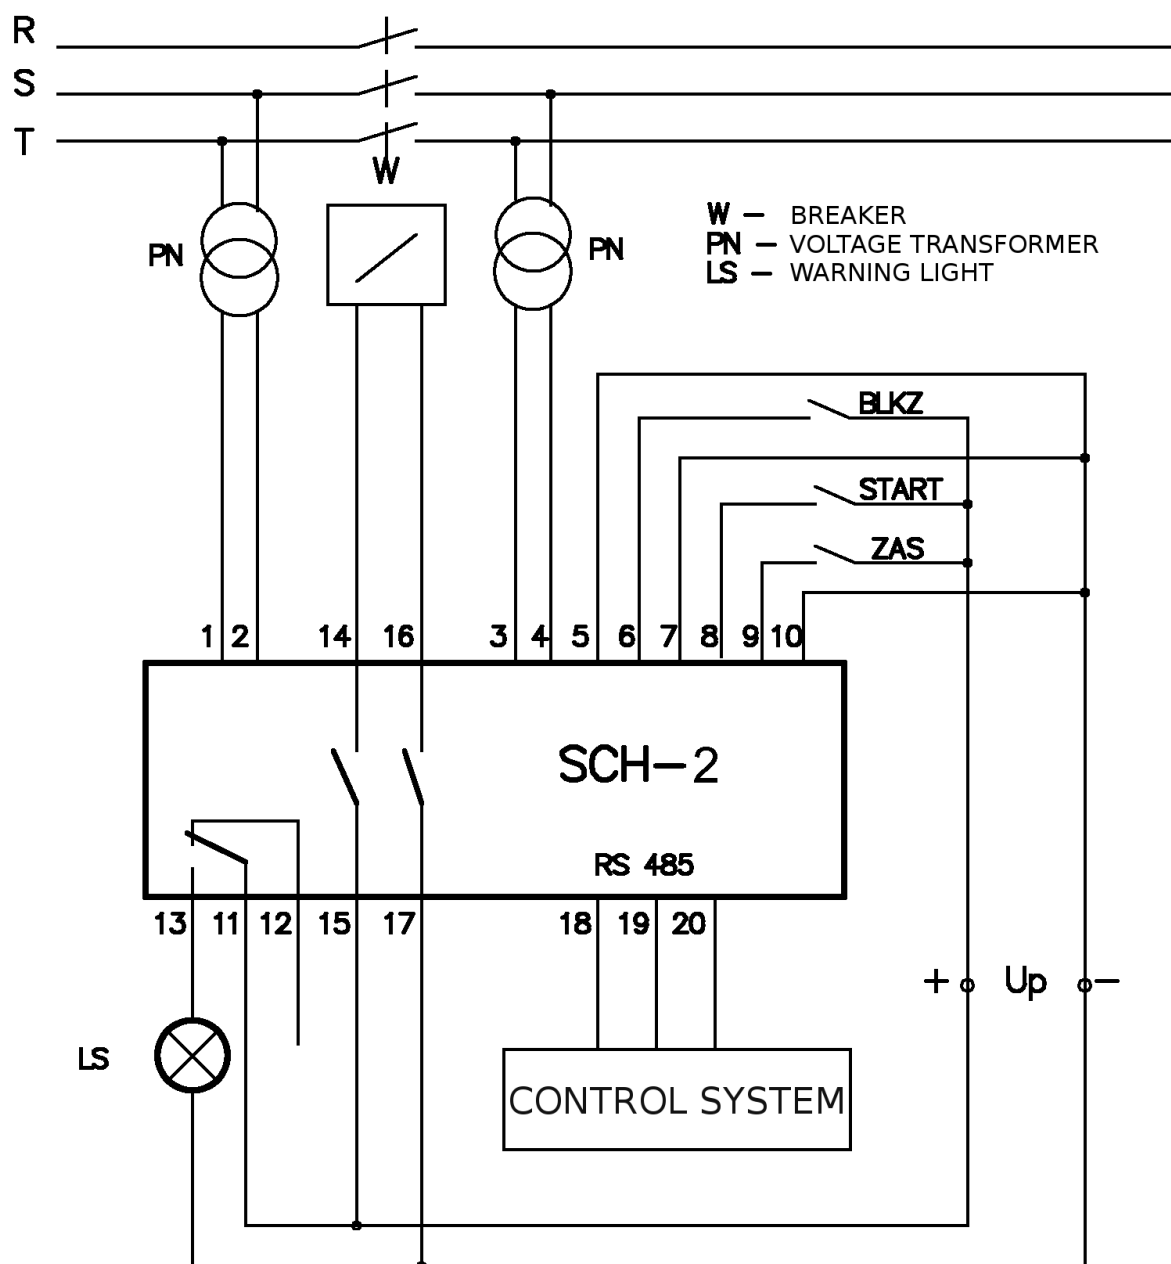 R
S
T
W
PN
PN
W – BREAKER
PN – VOLTAGE TRANSFORMER
LS – WARNING LIGHT
BLKZ
START
ZAS
1 2 14 16 3 4 5 6 7 8 9 10
SCH-2
RS 485
13 11 12 15 17 18 19 20
+ Up –
LS
CONTROL SYSTEM